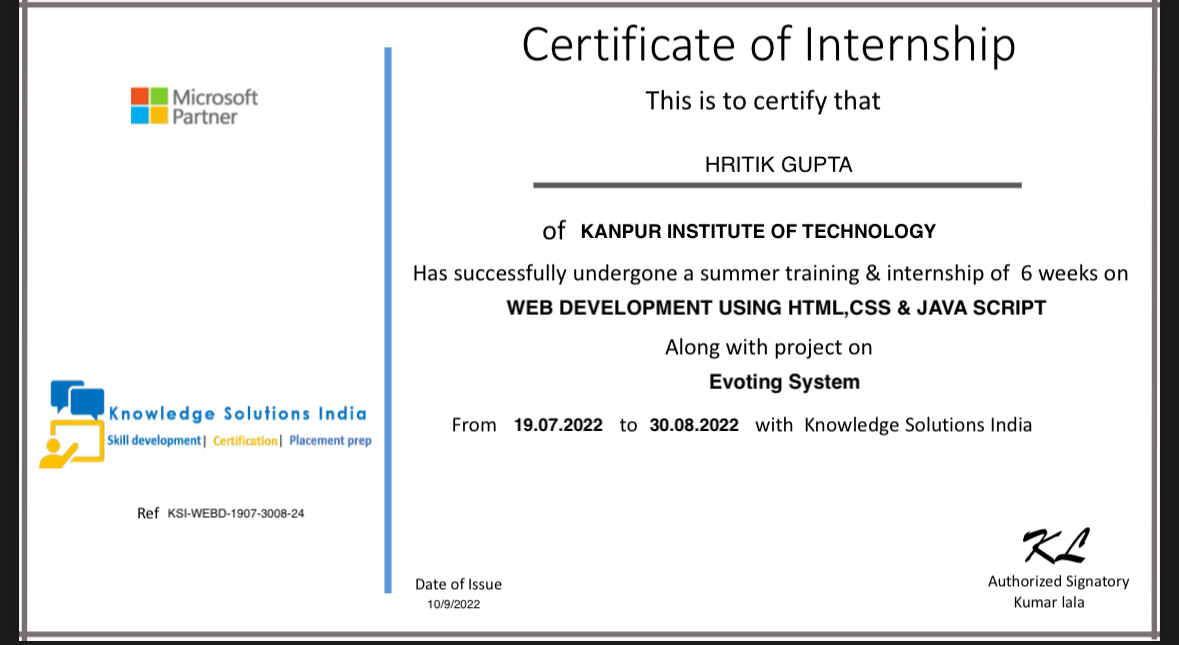 Microsoft
Partner
Knowledge Solutions India
Skill development| Certification| Placement prep
Ref KSI-WEBD-1907-3008-24
Certificate of Internship
This is to certify that
HRITIK GUPTA
of KANPUR INSTITUTE OF TECHNOLOGY
Has successfully undergone a summer training & internship of 6 weeks on
WEB DEVELOPMENT USING HTML,CSS & JAVA SCRIPT
Along with project on
Evoting System
From 19.07.2022 to 30.08.2022 with Knowledge Solutions India
Date of Issue
10/9/2022
KL
Authorized Signatory
Kumar lala